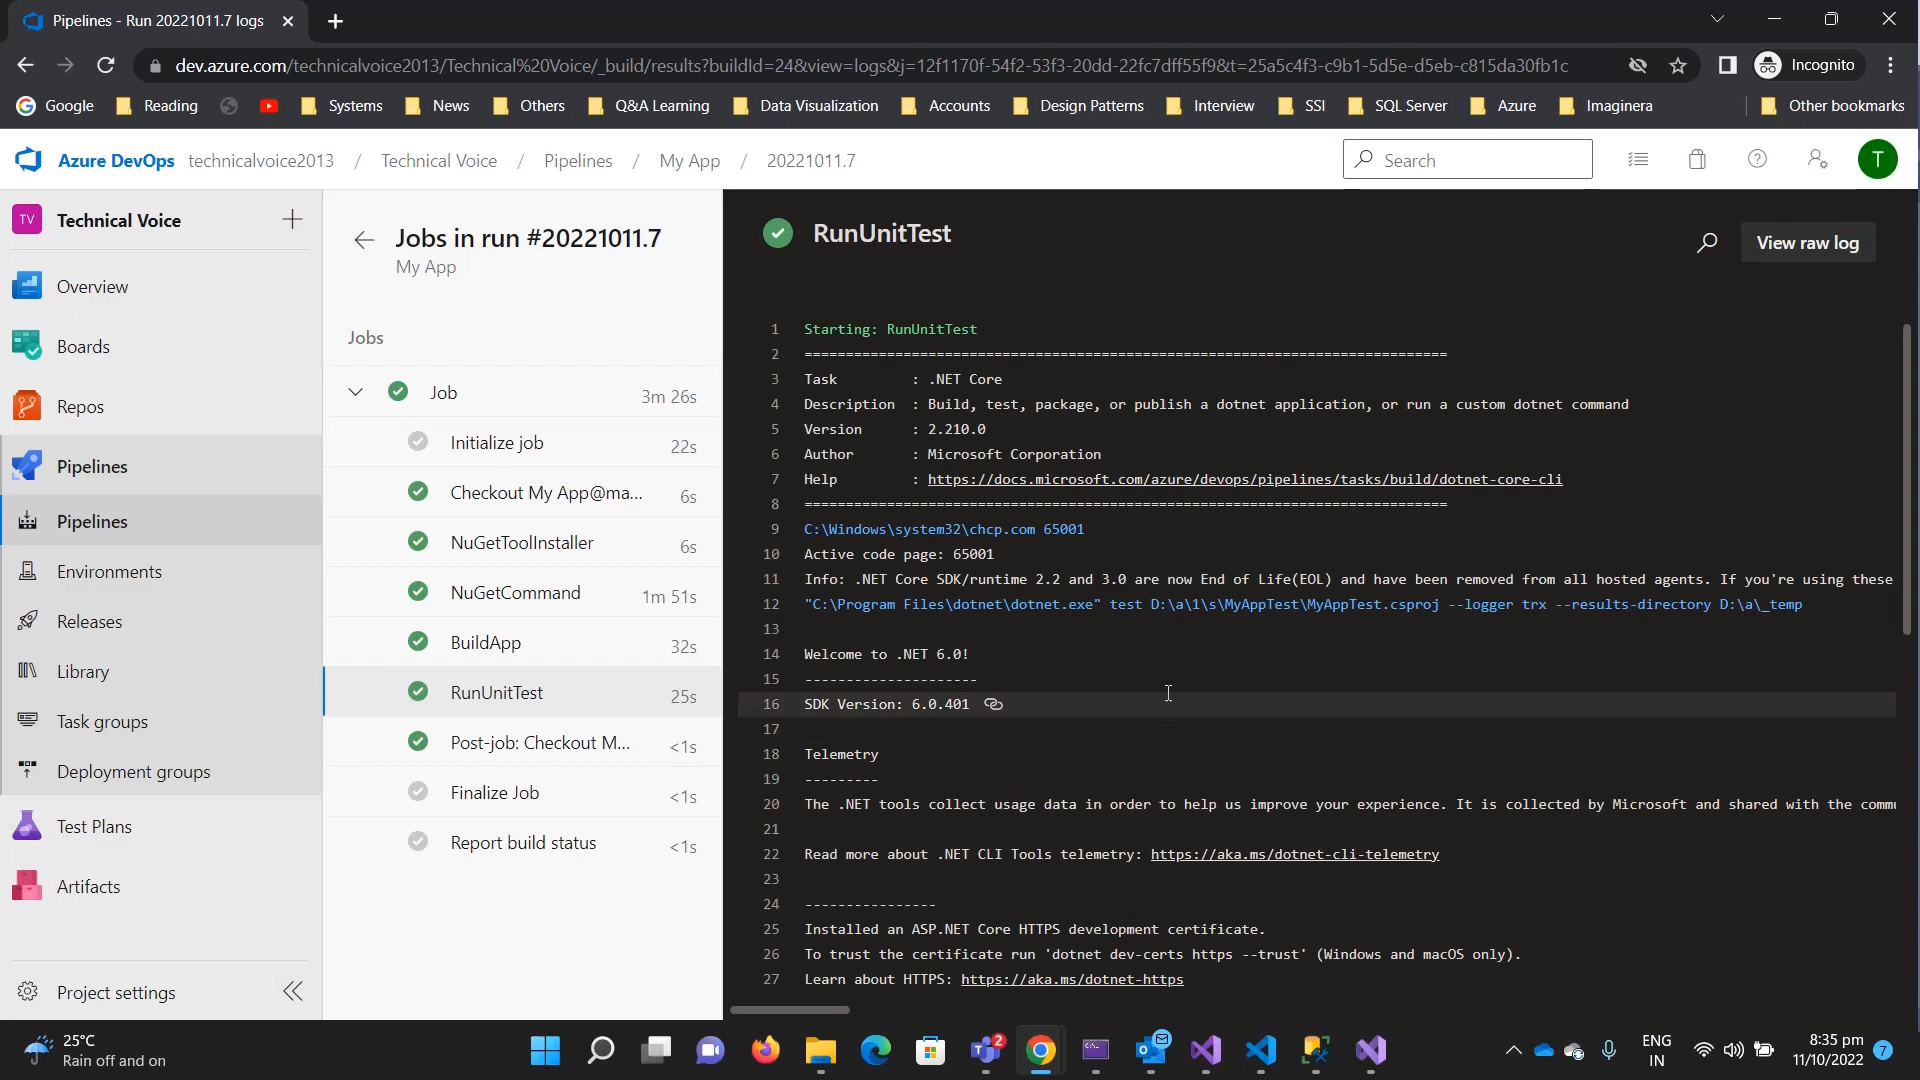 Pipelines - Run 20221011.7 logs
dev.azure.com/technicalvoice2013/Technical%20Voice/_build/results?buildId=24&view=logs&j=12f1170f-54f2-53f3-20dd-22fc7dff55f9&t=25a5c4f3-c9b1-5d5e-d5eb-c815da30fb1c
Incognito
Google Reading Systems News Others Q&A Learning Data Visualization Accounts Design Patterns Interview SSI SQL Server Azure Imaginera Other bookmarks
Azure DevOps technicalvoice2013 / Technical Voice / Pipelines / My App / 20221011.7
Search
T
TV Technical Voice
Overview
Boards
Repos
Pipelines
Pipelines
Environments
Releases
Library
Task groups
Deployment groups
Test Plans
Artifacts
Project settings
Jobs in run #20221011.7
My App
Jobs
Job 3m 26s
Initialize job 22s
Checkout My App@ma... 6s
NuGetToolInstaller 6s
NuGetCommand 1m 51s
BuildApp 32s
RunUnitTest 25s
Post-job: Checkout M... <1s
Finalize Job <1s
Report build status <1s
RunUnitTest
View raw log
1 Starting: RunUnitTest
2 ==============================================================================
3 Task : .NET Core
4 Description : Build, test, package, or publish a dotnet application, or run a custom dotnet command
5 Version : 2.210.0
6 Author : Microsoft Corporation
7 Help : https://docs.microsoft.com/azure/devops/pipelines/tasks/build/dotnet-core-cli
8 ==============================================================================
9 C:\Windows\system32\chcp.com 65001
10 Active code page: 65001
11 Info: .NET Core SDK/runtime 2.2 and 3.0 are now End of Life(EOL) and have been removed from all hosted agents. If you're using these
12 "C:\Program Files\dotnet\dotnet.exe" test D:\a\1\s\MyAppTest\MyAppTest.csproj --logger trx --results-directory D:\a\_temp
13
14 Welcome to .NET 6.0!
15 ---------------------
16 SDK Version: 6.0.401
17
18 Telemetry
19 ---------
20 The .NET tools collect usage data in order to help us improve your experience. It is collected by Microsoft and shared with the comm
21
22 Read more about .NET CLI Tools telemetry: https://aka.ms/dotnet-cli-telemetry
23
24 ----------------
25 Installed an ASP.NET Core HTTPS development certificate.
26 To trust the certificate run 'dotnet dev-certs https --trust' (Windows and macOS only).
27 Learn about HTTPS: https://aka.ms/dotnet-https
25°C
Rain off and on
2
ENG
IN
8:35 pm
11/10/2022
7